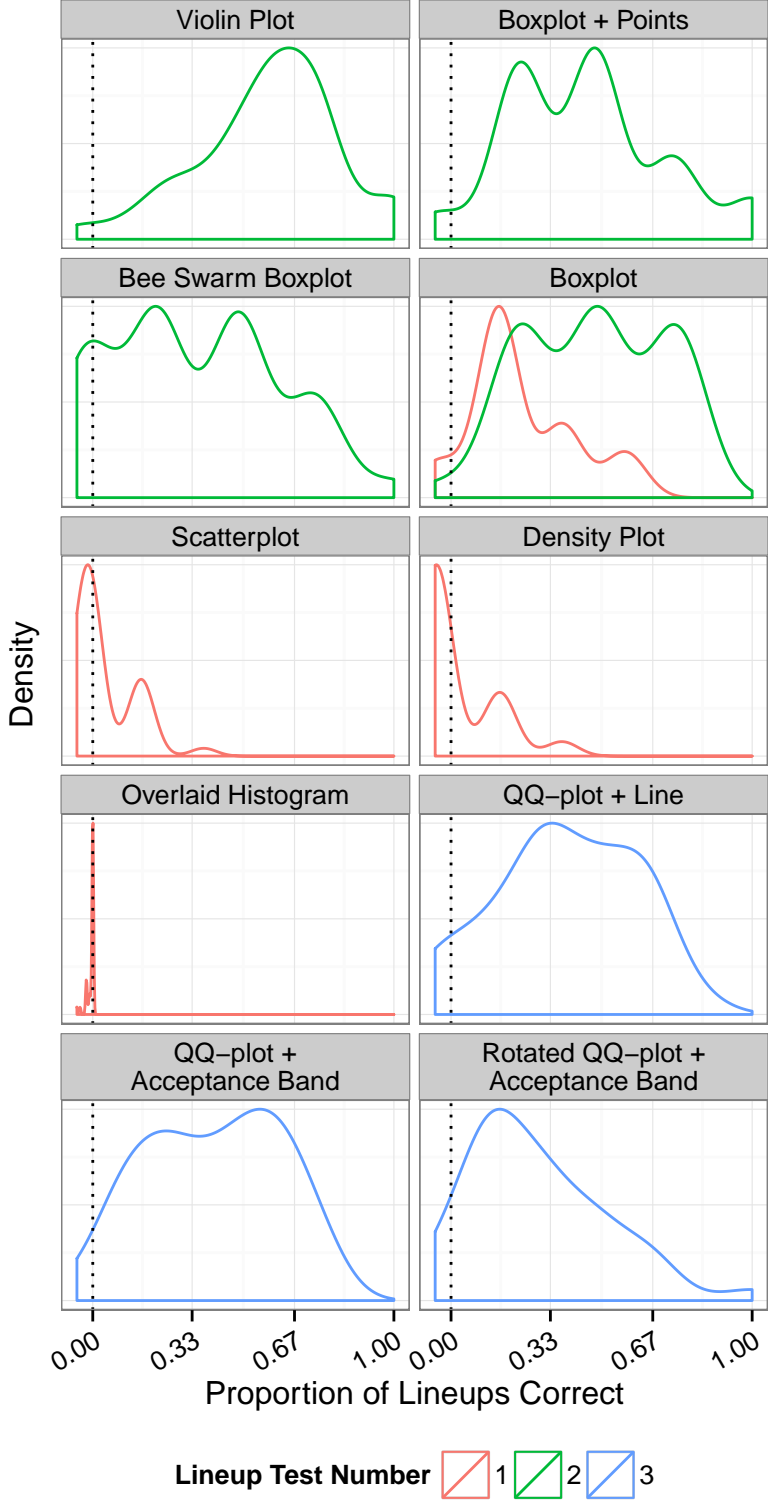 Violin Plot
Boxplot + Points
Bee Swarm Boxplot
Boxplot
Scatterplot
Density Plot
Overlaid Histogram
QQ−plot + Line
QQ−plot +
Acceptance Band
Rotated QQ−plot +
Acceptance Band
Density
0.00 0.33 0.67 1.00 0.00 0.33 0.67 1.00
Proportion of Lineups Correct
Lineup Test Number 1 2 3